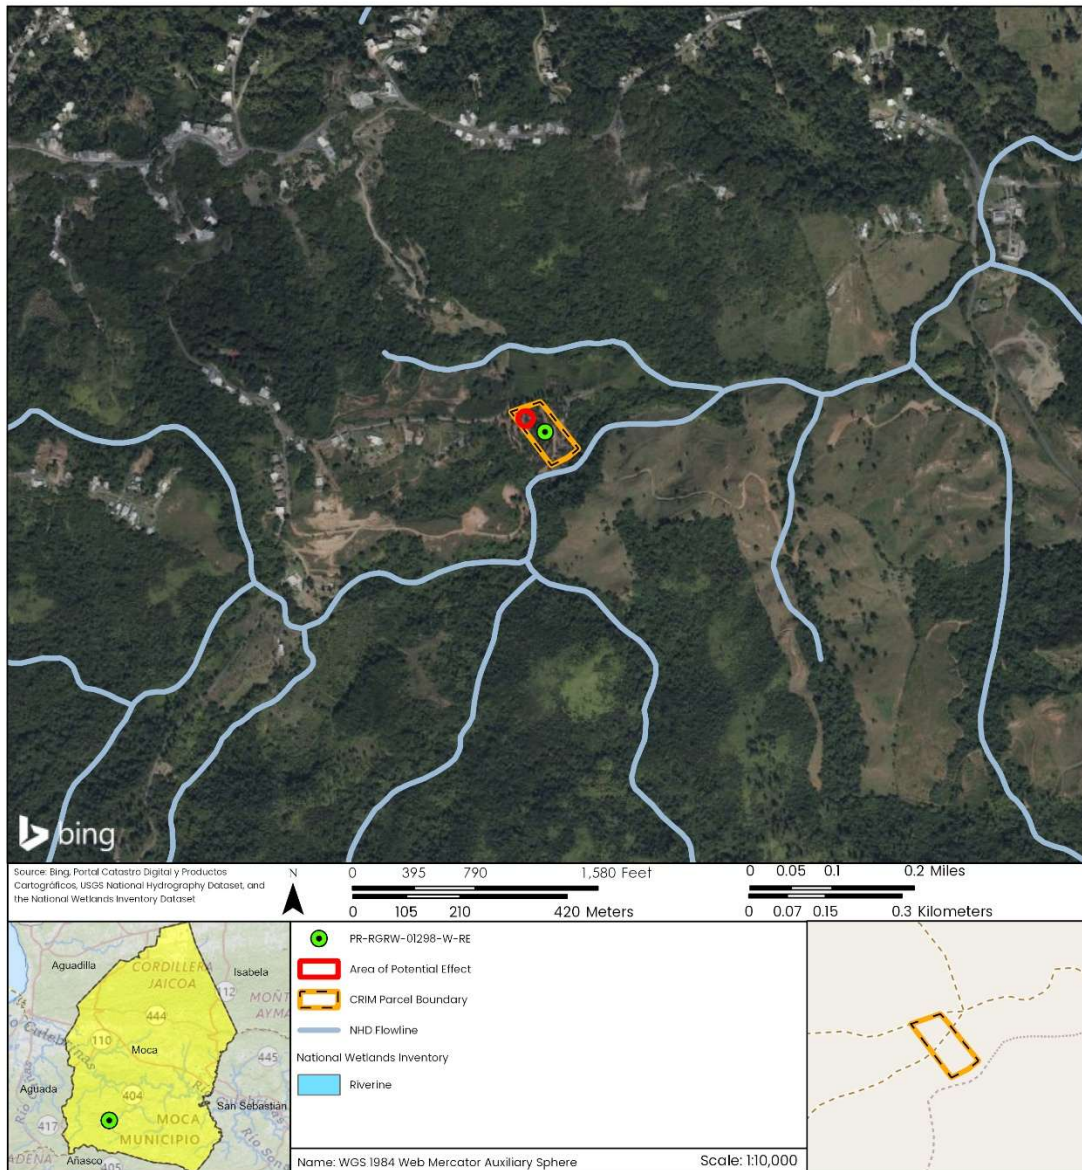 bing
Source: Bing, Portal Catastro Digital y Productos
Cartográficos, USGS National Hydrography Dataset, and
the National Wetlands Inventory Dataset
N
0 395 790 1,580 Feet
0 105 210 420 Meters
0 0.05 0.1 0.2 Miles
0 0.07 0.15 0.3 Kilometers
Aguadilla
CORDILLERA
JAICOA
Isabela
112
444
110
Moca
445
Aguada
404
San Sebastián
417
MOCA
MUNICIPIO
Añasco
405
PR-RGRW-01298-W-RE
Area of Potential Effect
CRIM Parcel Boundary
NHD Flowline
National Wetlands Inventory
Riverine
Name: WGS 1984 Web Mercator Auxiliary Sphere
Scale: 1:10,000